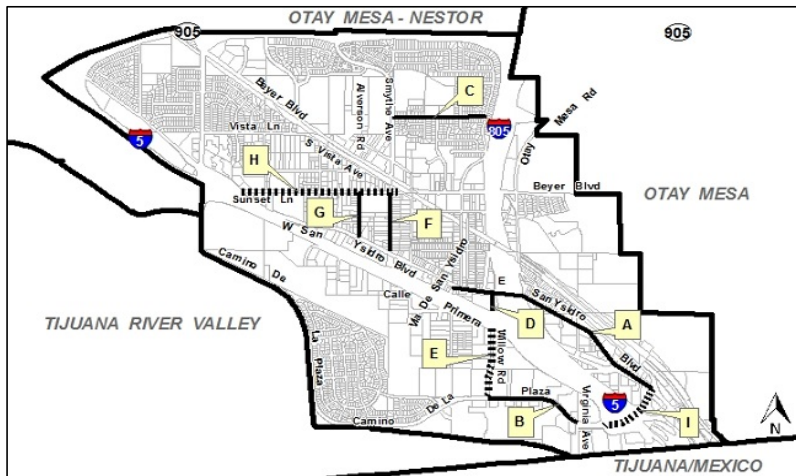 OTAY MESA - NESTOR
905
905
Beyer Blvd
Smythe Ave
Alverson Rd
C
805
Otay Mesa Rd
5
Vista Ln
S Vista Ave
H
Sunset Ln
Beyer Blvd
OTAY MESA
G
F
W San Ysidro Blvd
Camino De La Plaza
Calle Primera
Via De San Ysidro
E San Ysidro Blvd
D
A
TIJUANA RIVER VALLEY
E
Willow Rd
Camino De La Plaza
B
Virginia Ave
5
I
N
TIJUANA/MEXICO